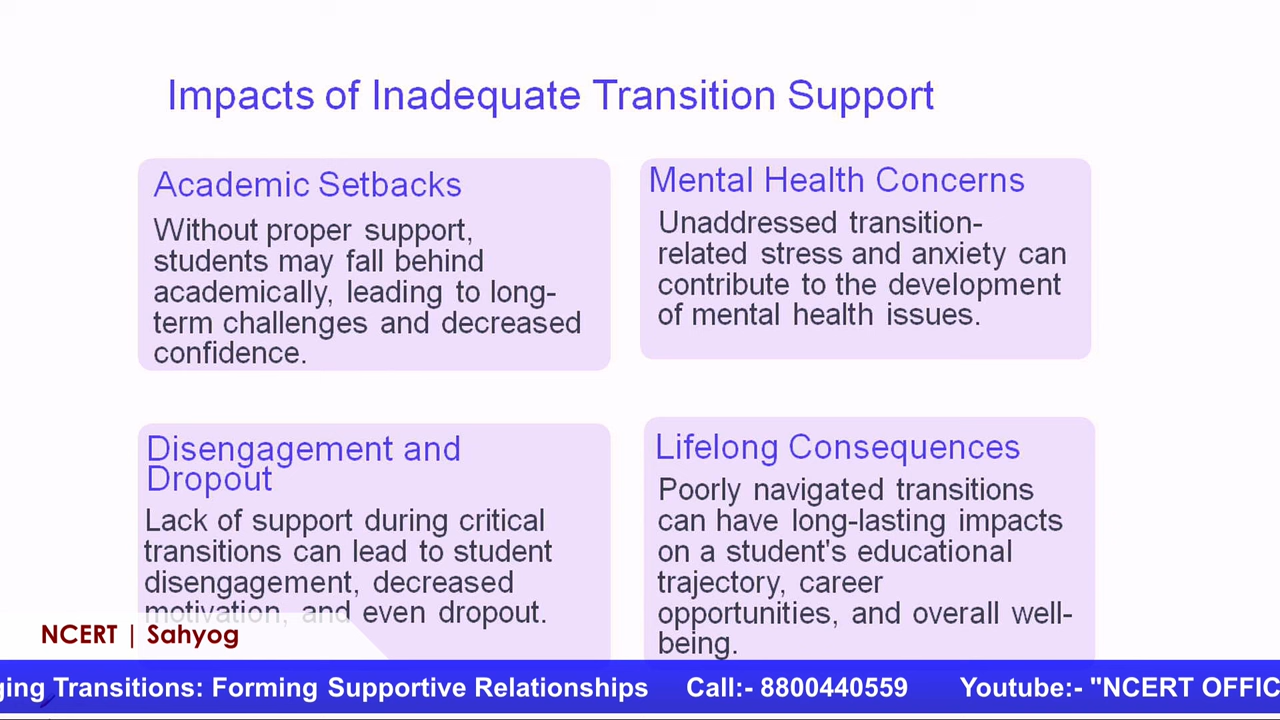 Impacts of Inadequate Transition Support
Academic Setbacks
Without proper support,
students may fall behind
academically, leading to long-
term challenges and decreased
confidence.
Mental Health Concerns
Unaddressed transition-
related stress and anxiety can
contribute to the development
of mental health issues.
Disengagement and
Dropout
Lack of support during critical
transitions can lead to student
disengagement, decreased
motivation, and even dropout.
Lifelong Consequences
Poorly navigated transitions
can have long-lasting impacts
on a student's educational
trajectory, career
opportunities, and overall well-
being.
NCERT | Sahyog
ging Transitions: Forming Supportive Relationships Call:- 8800440559 Youtube:- "NCERT OFFIC